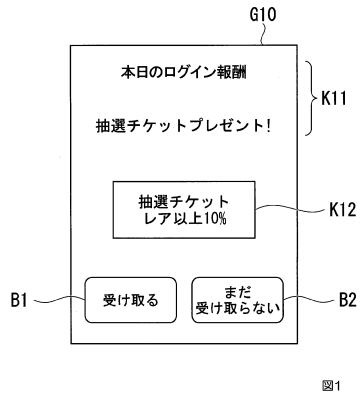 G10
本日のログイン報酬
抽選チケットプレゼント!
K11
抽選チケット
レア以上10%
K12
B1
受け取る
まだ
受け取らない
B2
図1